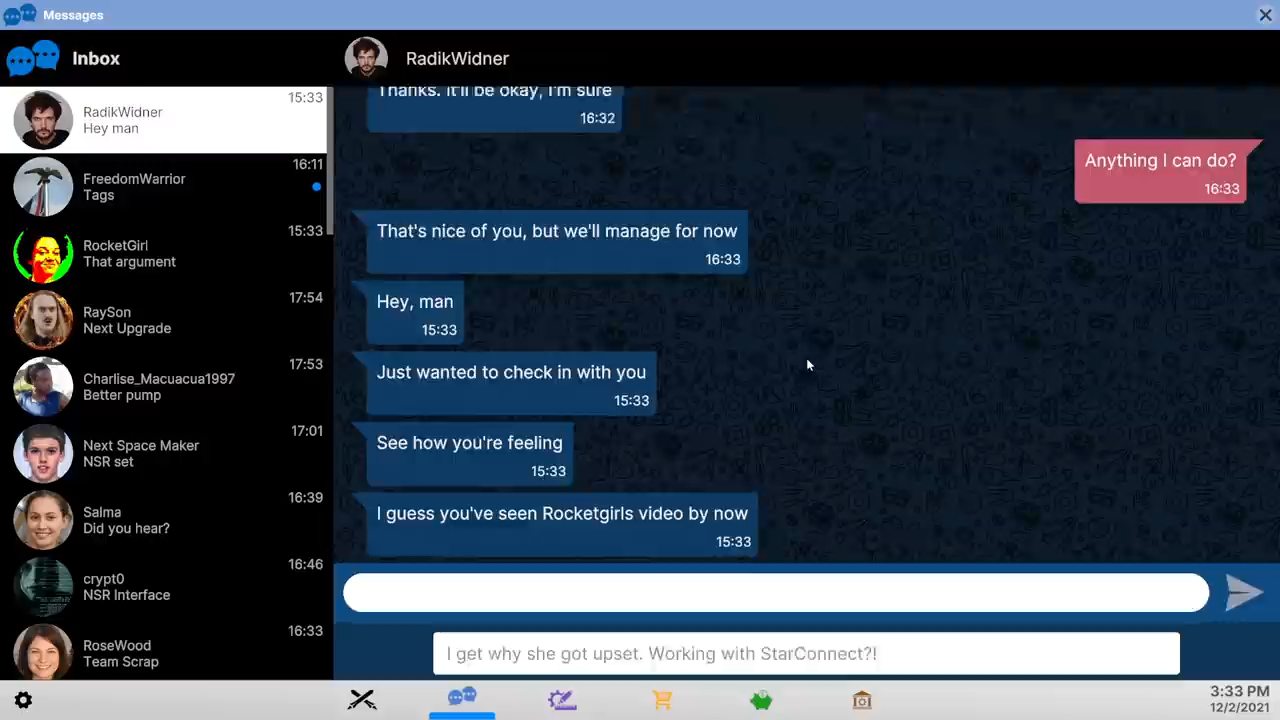 Messages
Inbox
RadikWidner
15:33
RadikWidner
Hey man
16:11
FreedomWarrior
Tags
15:33
RocketGirl
That argument
17:54
RaySon
Next Upgrade
17:53
Charlise_Macuacua1997
Better pump
17:01
Next Space Maker
NSR set
16:39
Salma
Did you hear?
16:46
crypt0
NSR Interface
16:33
RoseWood
Team Scrap
Thanks. It'll be okay, I'm sure
16:32
Anything I can do?
16:33
That's nice of you, but we'll manage for now
16:33
Hey, man
15:33
Just wanted to check in with you
15:33
See how you're feeling
15:33
I guess you've seen Rocketgirls video by now
15:33
I get why she got upset. Working with StarConnect?!
3:33 PM
12/2/2021